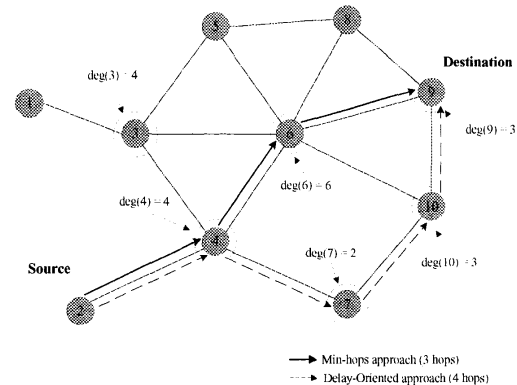 5
8
Destination
deg(3) = 4
1
9
3
6
deg(9) = 3
deg(6) = 6
deg(4) = 4
10
4
deg(7) = 2
Source
deg(10) = 3
2
7
Min-hops approach (3 hops)
Delay-Oriented approach (4 hops)